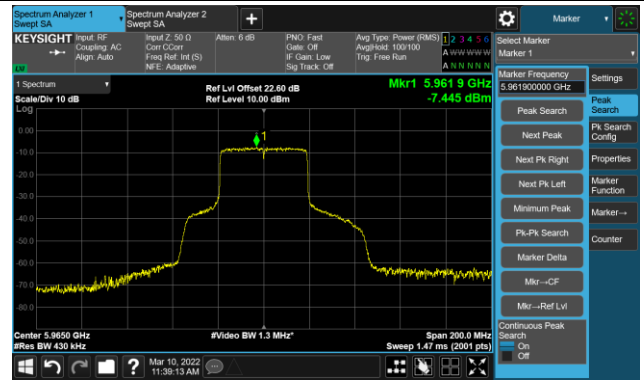 Spectrum Analyzer 1
Swept SA
Spectrum Analyzer 2
Swept SA
+
Marker
KEYSIGHT
Input: RF
Coupling: AC
Align: Auto
Input Z: 50 Ω
Corr CCorr
Freq Ref: Int (S)
NFE: Adaptive
Atten: 6 dB
PNO: Fast
Gate: Off
IF Gain: Low
Sig Track: Off
Avg Type: Power (RMS)
Avg|Hold: 100/100
Trig: Free Run
1 2 3 4 5 6
A W W W W W
A N N N N N
Select Marker
Marker 1
1 Spectrum
Scale/Div 10 dB
Ref Lvl Offset 22.60 dB
Ref Level 10.00 dBm
Mkr1 5.961 9 GHz
-7.445 dBm
Log
0.00
-10.0
-20.0
-30.0
-40.0
-50.0
-60.0
-70.0
-80.0
1
Center 5.9650 GHz
#Res BW 430 kHz
#Video BW 1.3 MHz*
Span 200.0 MHz
Sweep 1.47 ms (2001 pts)
Marker Frequency
5.961900000 GHz
Peak Search
Next Peak
Next Pk Right
Next Pk Left
Minimum Peak
Pk-Pk Search
Marker Delta
Mkr→CF
Mkr→Ref Lvl
Continuous Peak
Search
On
Off
Settings
Peak
Search
Pk Search
Config
Properties
Marker
Function
Marker→
Counter
?
Mar 10, 2022
11:39:13 AM